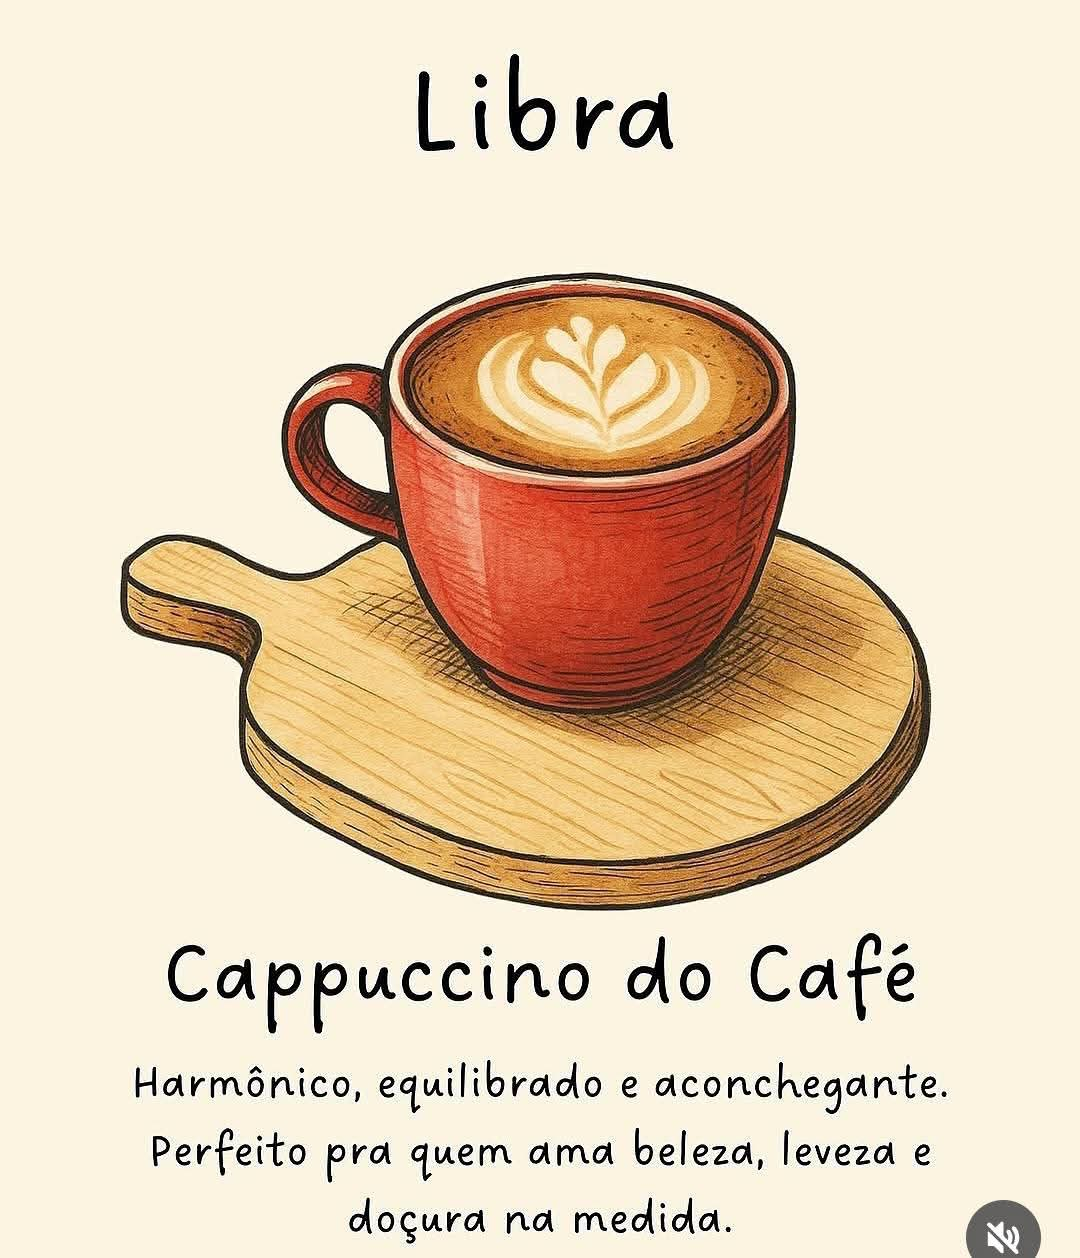 Libra
Cappuccino do Café
Harmônico, equilibrado e aconchegante.
Perfeito pra quem ama beleza, leveza e
doçura na medida.